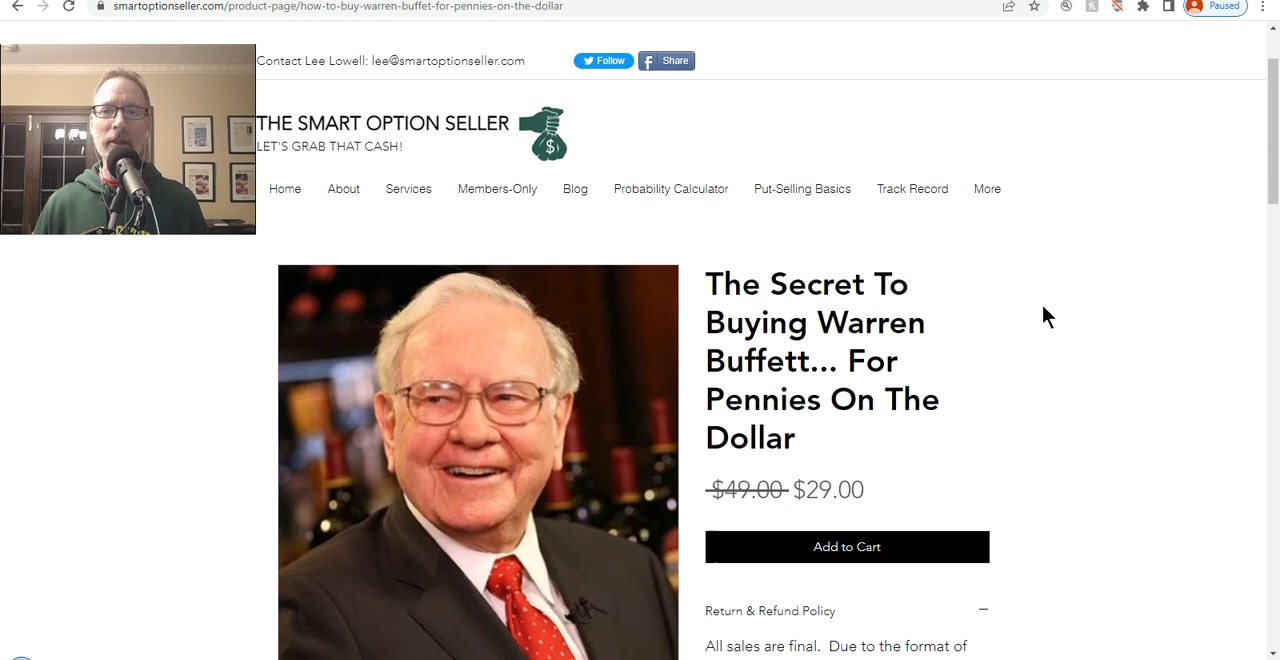 smartoptionseller.com/product-page/how-to-buy-warren-buffet-for-pennies-on-the-dollar
Paused
Contact Lee Lowell: lee@smartoptionseller.com
Follow
Share
THE SMART OPTION SELLER
LET'S GRAB THAT CASH!
$
Home About Services Members-Only Blog Probability Calculator Put-Selling Basics Track Record More
The Secret To
Buying Warren
Buffett... For
Pennies On The
Dollar
$49.00 $29.00
Add to Cart
Return & Refund Policy
All sales are final. Due to the format of